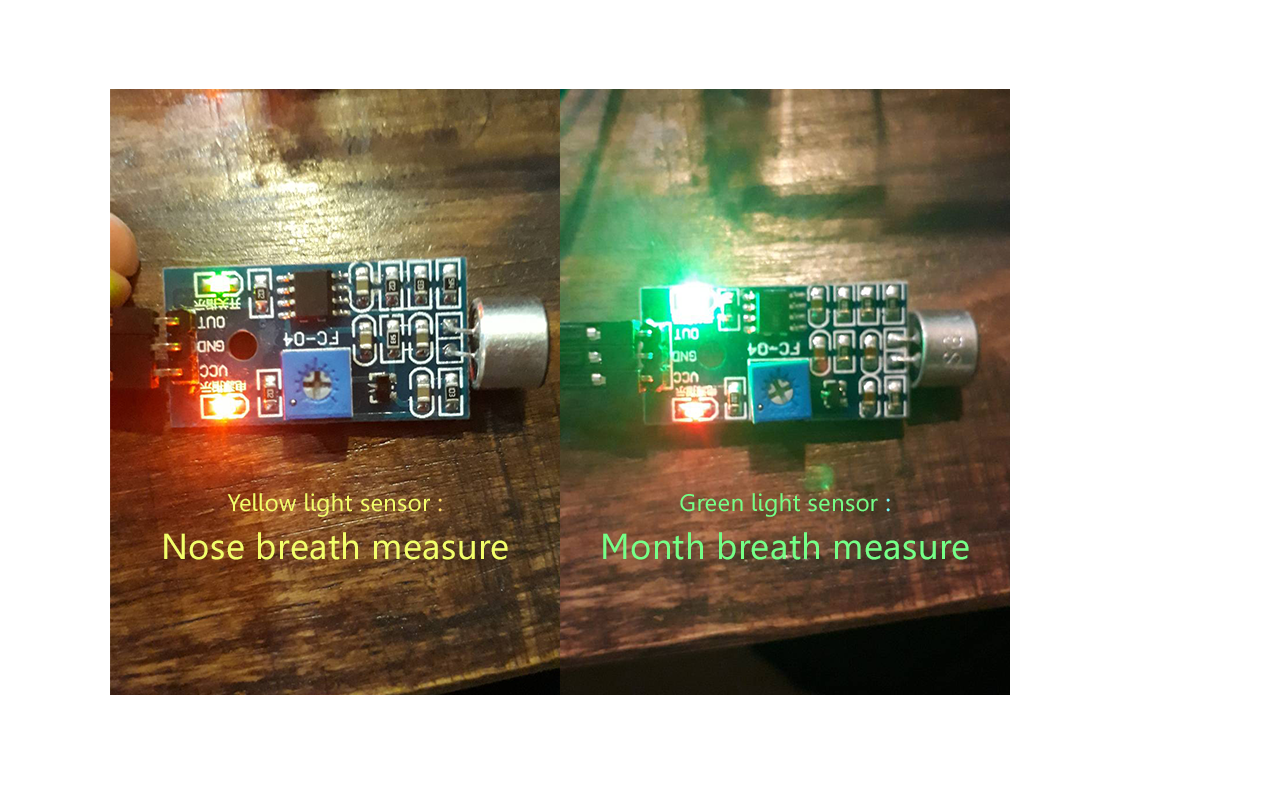 开关指示
OUT
GND
VCC
电源指示
FC-04
Yellow light sensor :
Nose breath measure
OUT
GND
VCC
电源指示
FC-04
Green light sensor :
Month breath measure